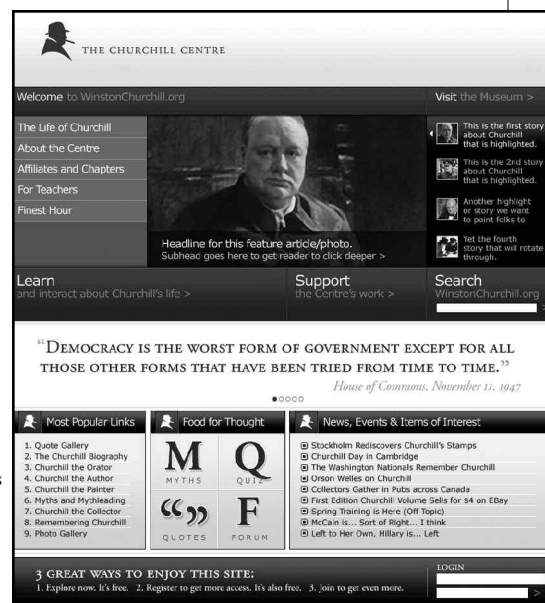 THE CHURCHILL CENTRE
Welcome to WinstonChurchill.org
Visit the Museum >
The Life of Churchill
About the Centre
Affiliates and Chapters
For Teachers
Finest Hour
Headline for this feature article/photo.
Subhead goes here to get reader to click deeper >
This is the first story
about Churchill
that is highlighted.
This is the 2nd story
about Churchill
that is highlighted.
Another highlight
or story we want
to point folks to
Yet the fourth
story that will rotate
through.
Learn
and interact about Churchill's life >
Support
the Centre's work >
Search
WinstonChurchill.org
>
“DEMOCRACY IS THE WORST FORM OF GOVERNMENT EXCEPT FOR ALL
THOSE OTHER FORMS THAT HAVE BEEN TRIED FROM TIME TO TIME.”
House of Commons, November 11, 1947
Most Popular Links
1. Quote Gallery
2. The Churchill Biography
3. Churchill the Orator
4. Churchill the Author
5. Churchill the Painter
6. Myths and Mythleading
7. Churchill the Collector
8. Remembering Churchill
9. Photo Gallery
Food for Thought
M
MYTHS
Q
QUIZ
“”
QUOTES
F
FORUM
News, Events & Items of Interest
Stockholm Rediscovers Churchill's Stamps
Churchill Day in Cambridge
The Washington Nationals Remember Churchill
Orson Welles on Churchill
Collectors Gather in Pubs across Canada
First Edition Churchill Volume Sells for $4 on EBay
Spring Training is Here (Off Topic)
McCain is... Sort of Right... I think
Left to Her Own, Hillary is... Left
3 GREAT WAYS TO ENJOY THIS SITE:
1. Explore now. It's free. 2. Register to get more access. It's also free. 3. Join to get even more.
LOGIN
>
s